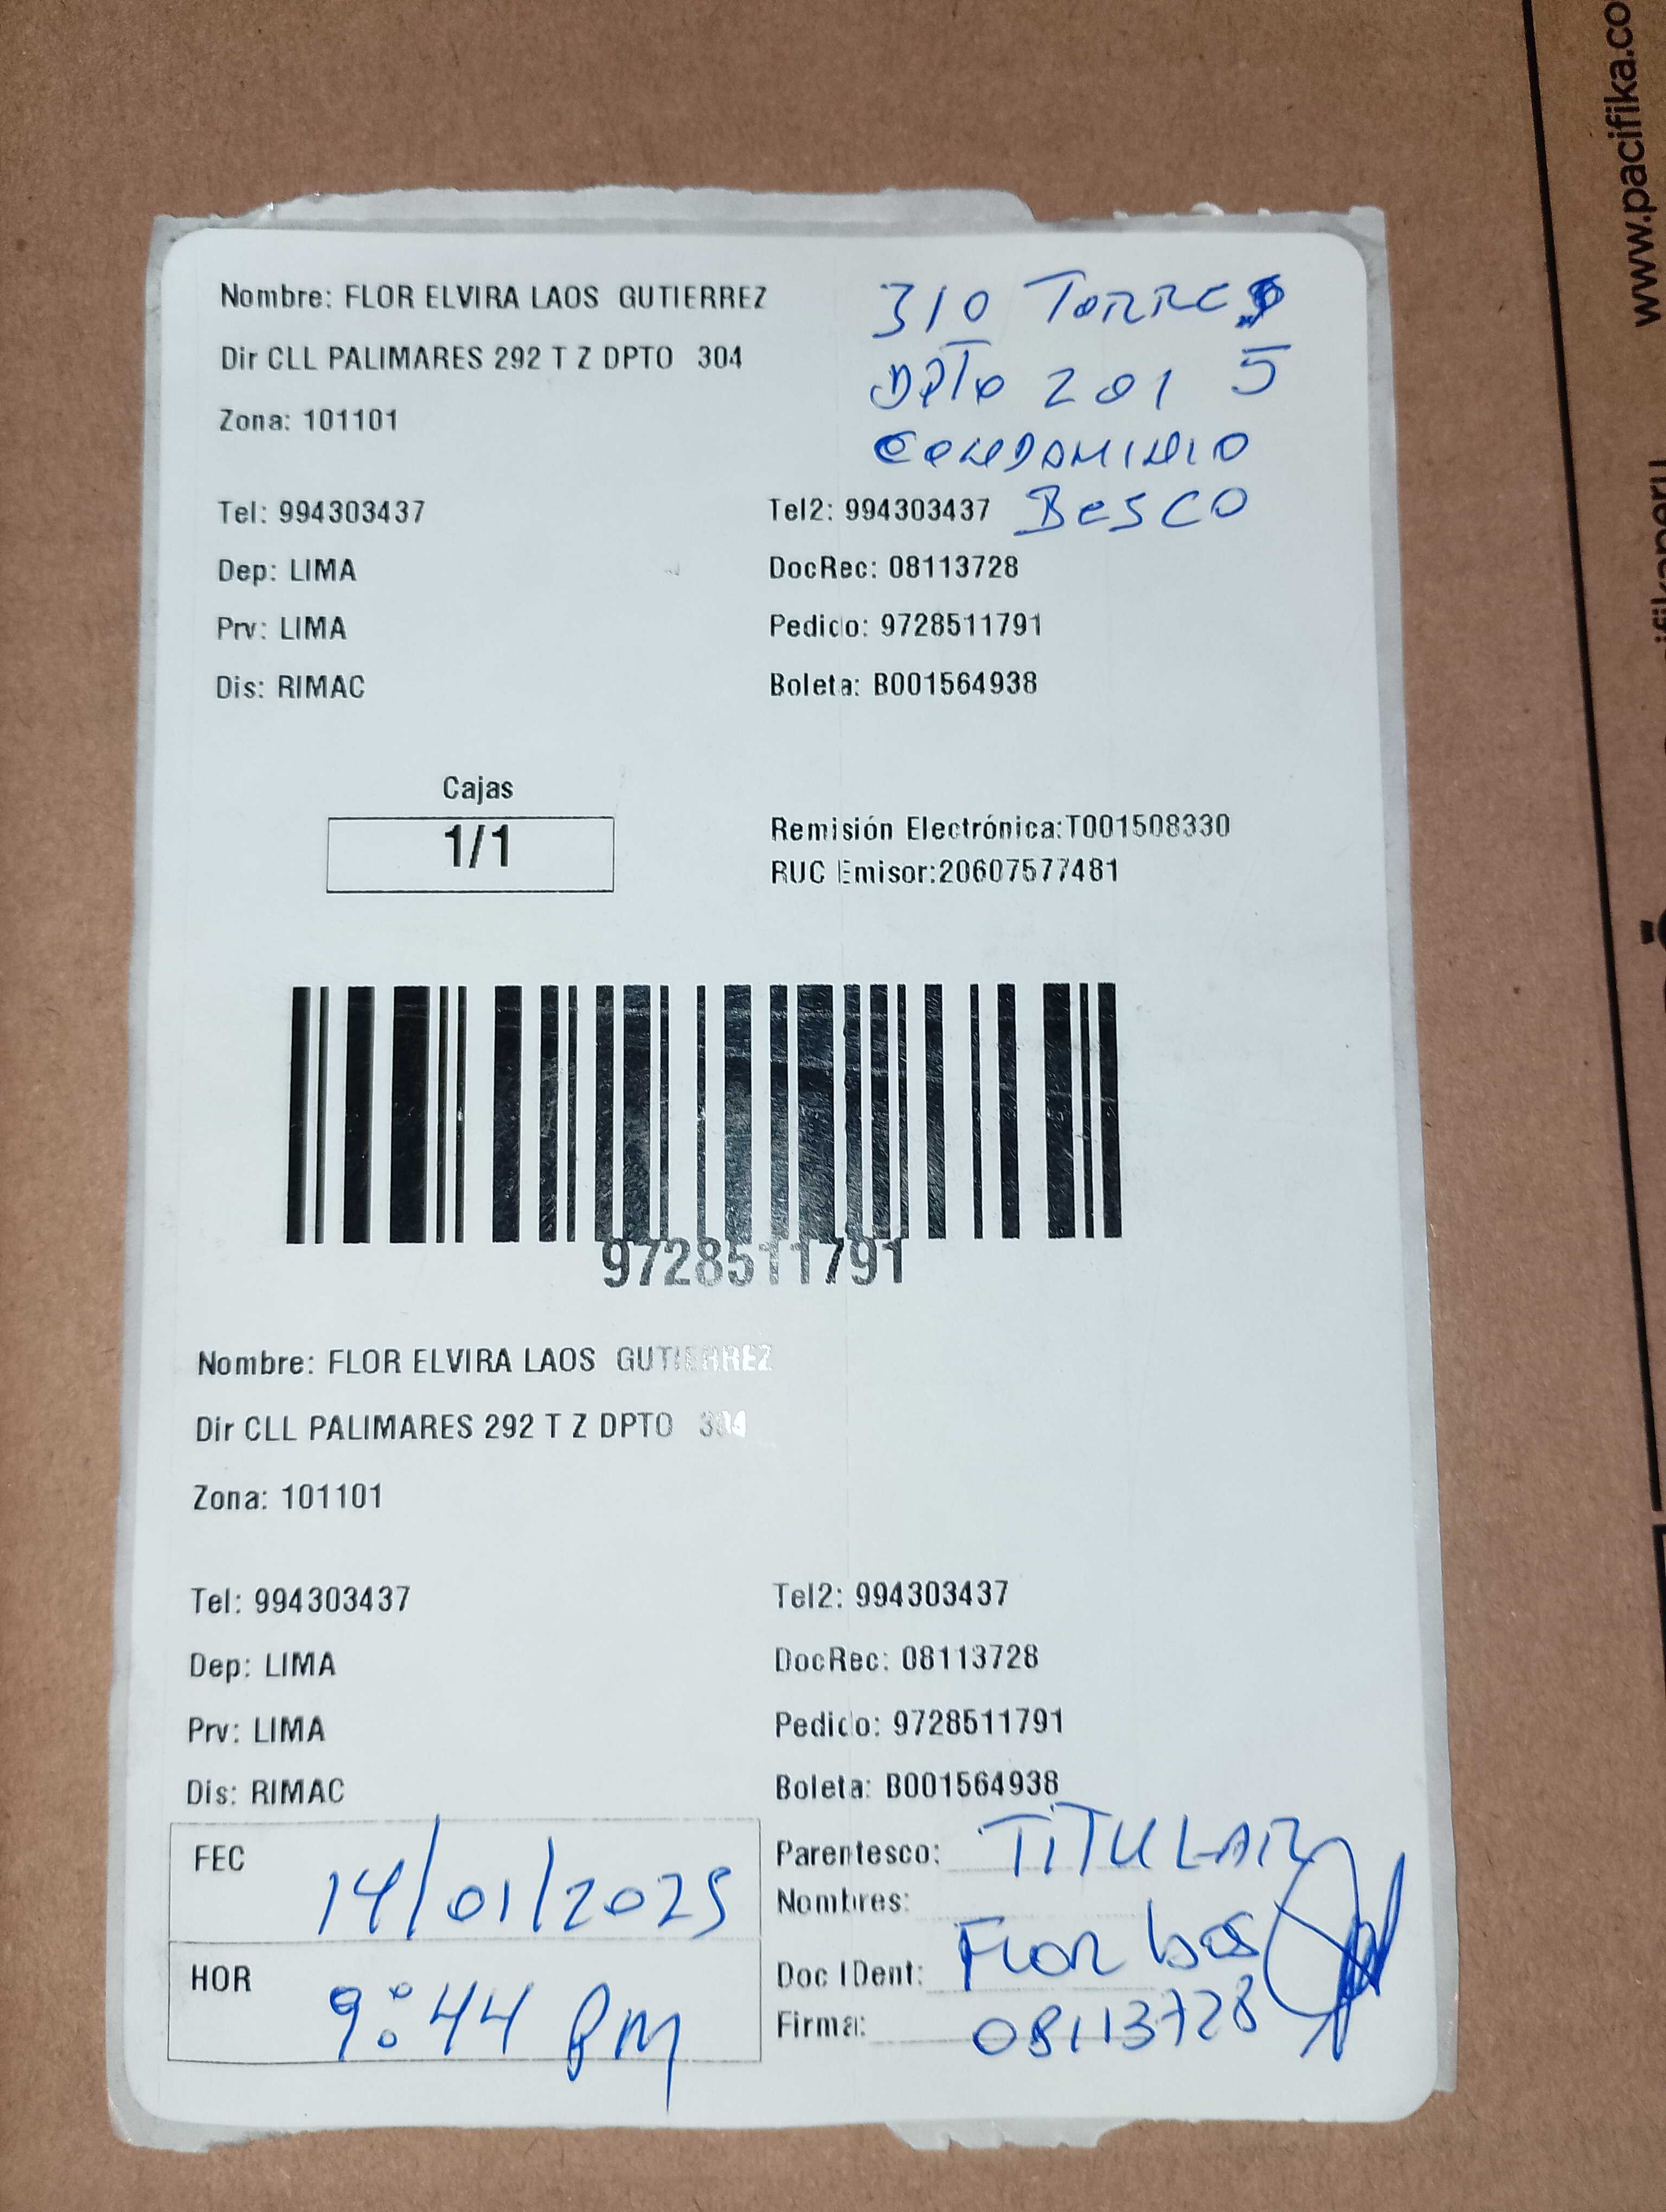 www.pacifika.co
Nombre: FLOR ELVIRA LAOS GUTIERREZ
310 TORRE
Dir CLL PALIMARES 292 T Z DPTO 304
DPTO 201 5
Zona: 101101
CONDOMINIO
Tel: 994303437
Tel2: 994303437 BESCO
Dep: LIMA
DocRec: 08113728
Prv: LIMA
Pedido: 9728511791
Dis: RIMAC
Boleta: B001564938
Cajas
1/1
Remisión Electrónica:T001508330
RUC Emisor:20607577481
9728511791
Nombre: FLOR ELVIRA LAOS GUTIERREZ
Dir CLL PALIMARES 292 T Z DPTO 304
Zona: 101101
Tel: 994303437
Tel2: 994303437
Dep: LIMA
DocRec: 08113728
Prv: LIMA
Pedido: 9728511791
Dis: RIMAC
Boleta: B001564938
FEC 14/01/2025
Parentesco: TITULAR
Nombres:
Flor Laos
HOR 9:44 PM
Doc IDent:
Firma: 08113728